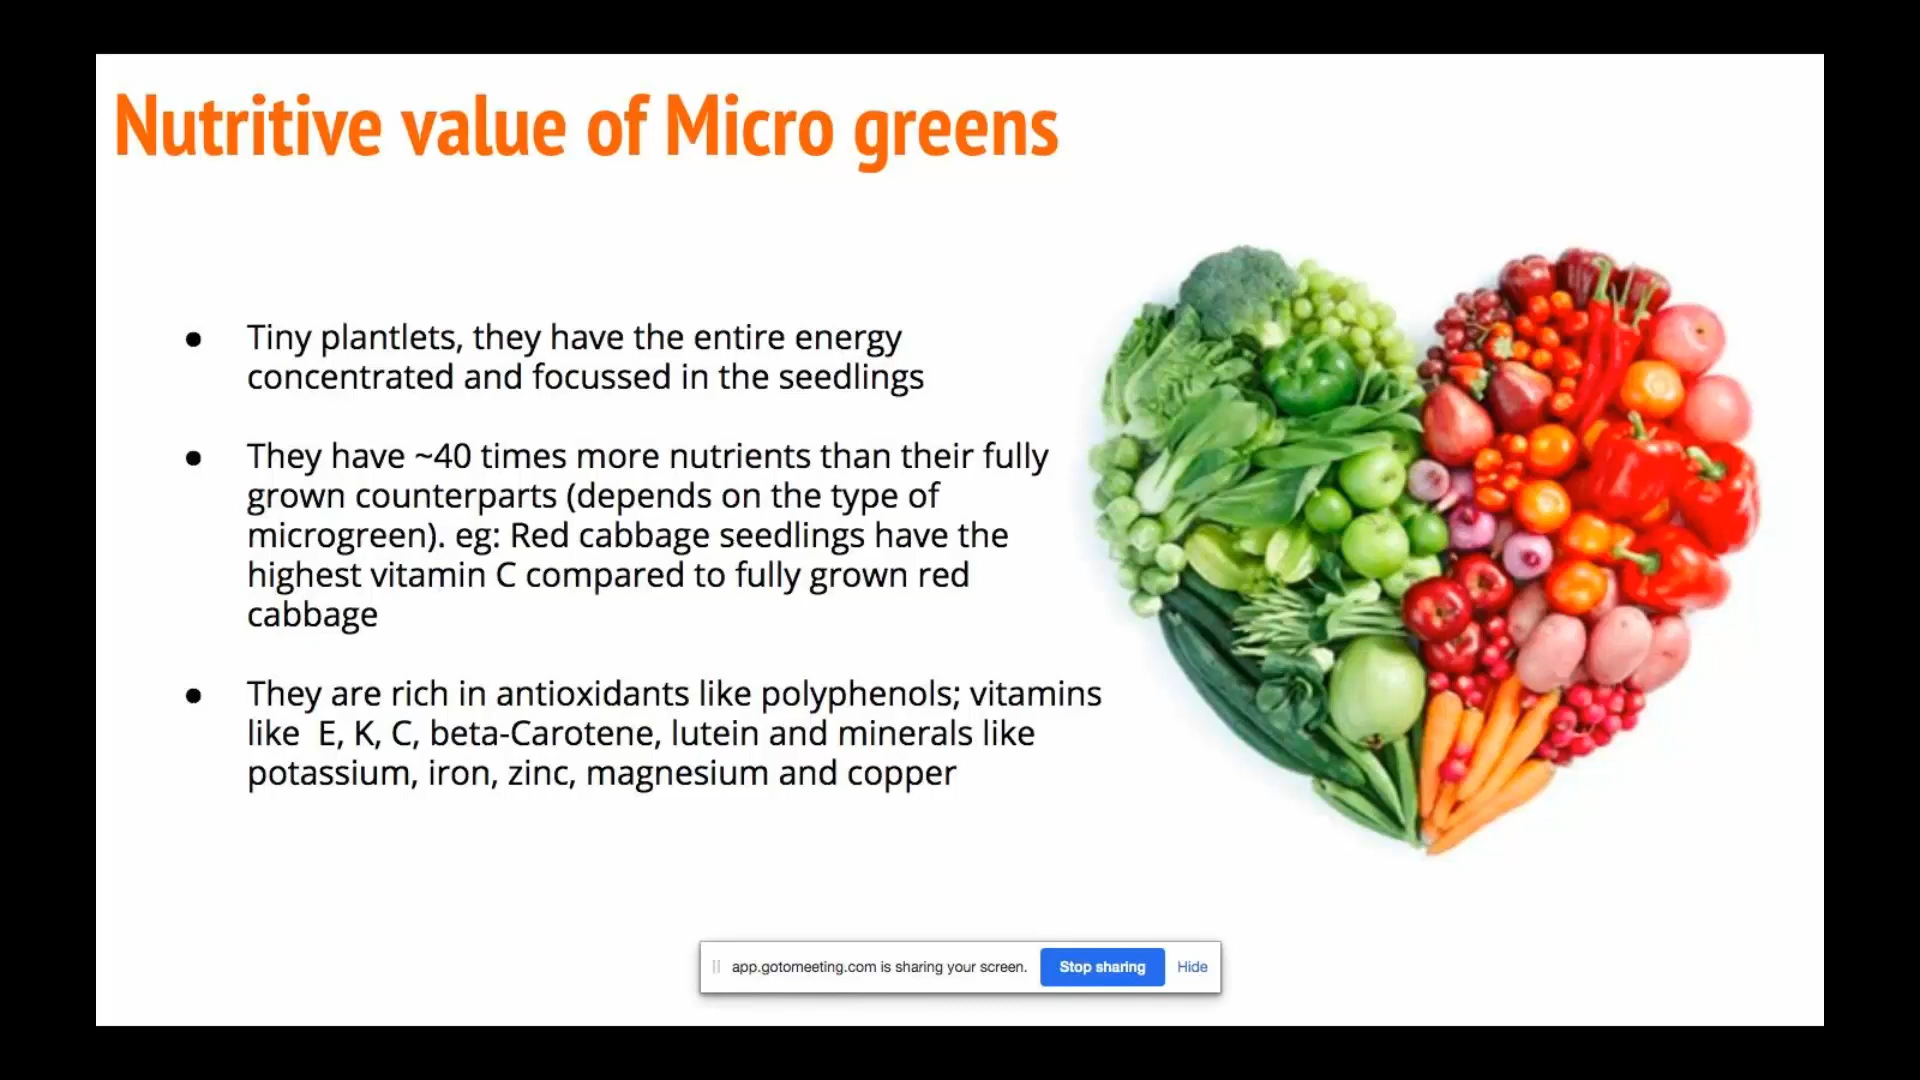 Nutritive value of Micro greens
● Tiny plantlets, they have the entire energy
concentrated and focussed in the seedlings
● They have ~40 times more nutrients than their fully
grown counterparts (depends on the type of
microgreen). eg: Red cabbage seedlings have the
highest vitamin C compared to fully grown red
cabbage
● They are rich in antioxidants like polyphenols; vitamins
like  E, K, C, beta-Carotene, lutein and minerals like
potassium, iron, zinc, magnesium and copper
app.gotomeeting.com is sharing your screen. Stop sharing Hide